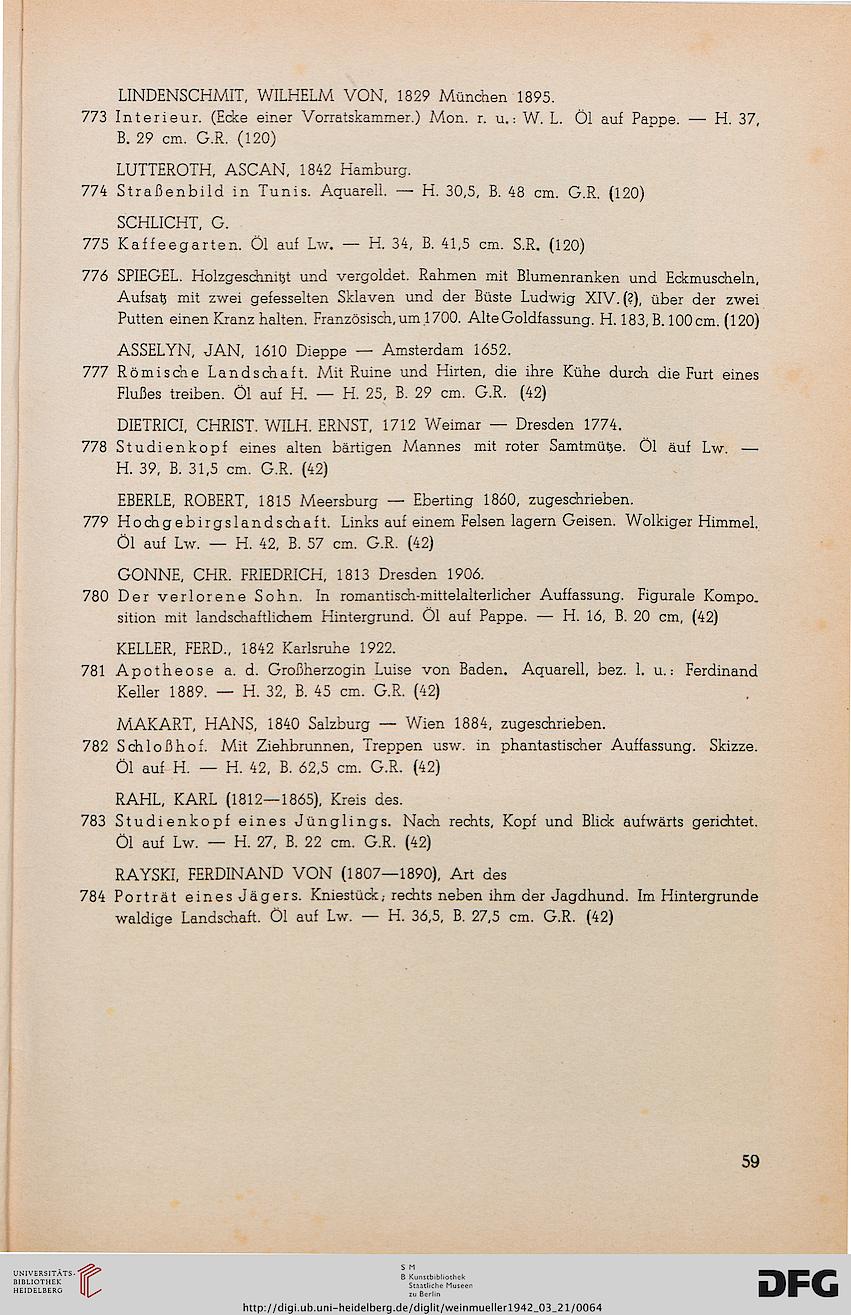 LINDENSCHMIT, WILHELM VON, 1829 München 1895.
773 Interieur. (Ecke einer Vorratskammer.) Mon. r. u.: W. L. Öl auf Pappe. — H. 37,
B. 29 cm. G.R. (120)
LUTTEROTH, ASCAN, 1842 Hamburg.
774 Straßenbild in Tunis. Aquarell. — H. 30,5, B. 48 cm. G.R. (120)
SCHLICHT, G.
775 Kaffeegarten. Öl auf Lw. — H. 34, B. 41,5 cm. S.R. (120)
776 SPIEGEL. Holzgeschnitzt und vergoldet. Rahmen mit Blumenranken und Eckmuscheln,
Aufsatz mit zwei gefesselten Sklaven und der Büste Ludwig XIV. (?), über der zwei
Putten einen Kranz halten. Französisch, um 1700. Alte Goldfassung. H. 183, B. 100 cm. (120)
ASSELYN, JAN, 1610 Dieppe — Amsterdam 1652.
777 Römische Landschaft. Mit Ruine und Hirten, die ihre Kühe durch die Furt eines
Flußes treiben. Öl auf H. — H. 25, B. 29 cm. G.R. (42)
DIETRICI, CHRIST. WILH. ERNST, 1712 Weimar — Dresden 1774.
778 Studienkopf eines alten bärtigen Mannes mit roter Samtmütze. Öl äuf Lw. —
H. 39, B. 31,5 cm. G.R. (42)
EBERLE, ROBERT, 1815 Meersburg — Eberting 1860, zugeschrieben.
779 Hochgebirgslandschaft. Links auf einem Felsen lagern Geisen. Wolkiger Himmel.
Öl auf Lw. — H. 42, B. 57 cm. G.R. (42)
GONNE, CHR. FRIEDRICH, 1813 Dresden 1906.
780 Der verlorene Sohn. In romantisch-mittelalterlicher Auffassung. Figurale Kompo-
sition mit landschaftlichem Hintergrund. Öl auf Pappe. — H. 16, B. 20 cm, (42)
KELLER, FERD., 1842 Karlsruhe 1922.
781 Apotheose a. d. Großherzogin Luise von Baden. Aquarell, bez. l. u.: Ferdinand
Keller 1889. — H. 32, B. 45 cm. G.R. (42)
MAKART, HANS, 1840 Salzburg — Wien 1884, zugeschrieben.
782 Schloßhof. Mit Ziehbrunnen, Treppen usw. in phantastischer Auffassung. Skizze.
Öl auf H. — H. 42, B. 62,5 cm. G.R. (42)
RAHL, KARL (1812—1865), Kreis des.
783 Studienkopf eines Jünglings. Nach rechts, Kopf und Blick aufwärts gerichtet.
Öl auf Lw. — H. 27, B. 22 cm. G.R. (42)
RAYSKI, FERDINAND VON (1807—1890), Art des
784 Porträt eines Jägers. Kniestück; rechts neben ihm der Jagdhund. Im Hintergrunde
waldige Landschaft. Öl auf Lw. — H. 36,5, B. 27,5 cm. G.R. (42)
59
UNIVERSITÄTS-
BIBLIOTHEK
HEIDELBERG
S M
B Kunstbibliothek
Staatliche Museen
zu Berlin
DFG
http://digi.ub.uni-heidelberg.de/diglit/weinmueller1942_03_21/0064